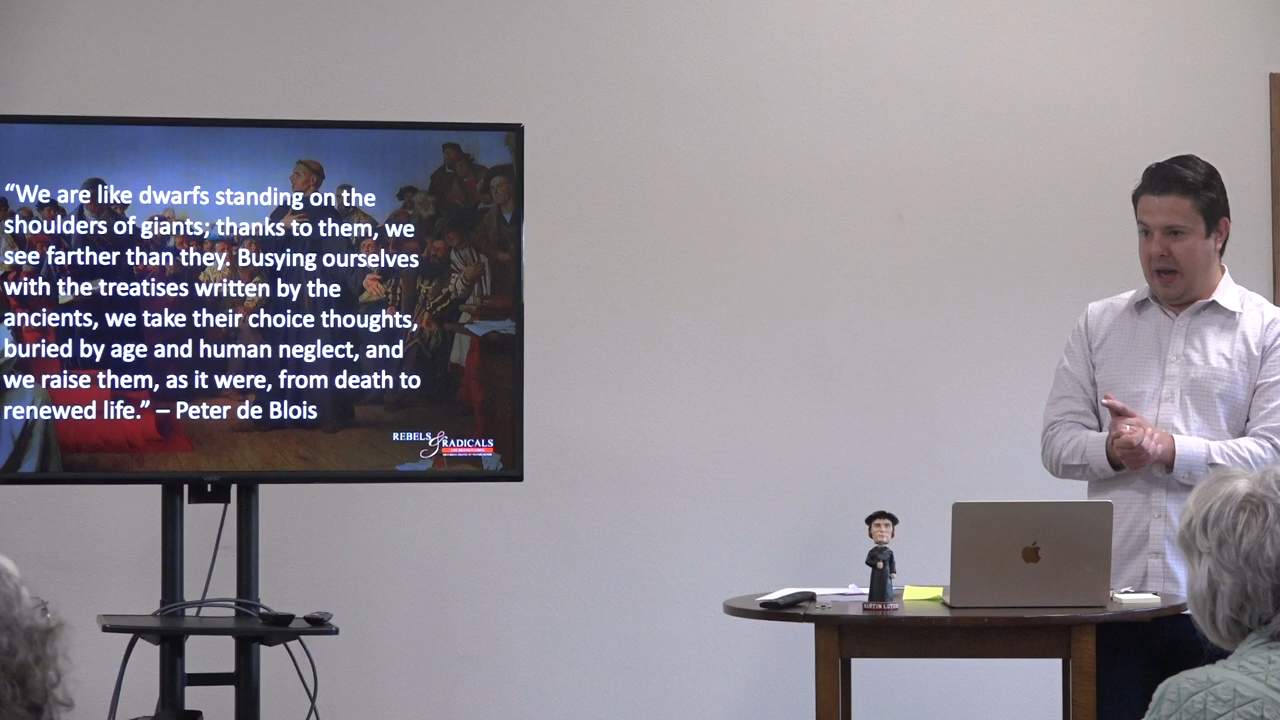 “We are like dwarfs standing on the
shoulders of giants; thanks to them, we
see farther than they. Busying ourselves
with the treatises written by the
ancients, we take their choice thoughts,
buried by age and human neglect, and
we raise them, as it were, from death to
renewed life.” – Peter de Blois
REBELS & RADICALS
MARTIN LUTHER